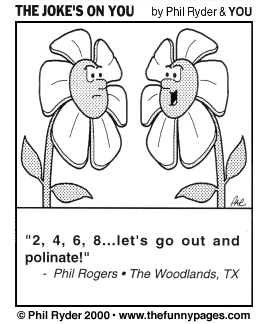 THE JOKE'S ON YOU by Phil Ryder & YOU
PHL
"2, 4, 6, 8...let's go out and
polinate!"
- Phil Rogers • The Woodlands, TX
© Phil Ryder 2000 • www.thefunnypages.com